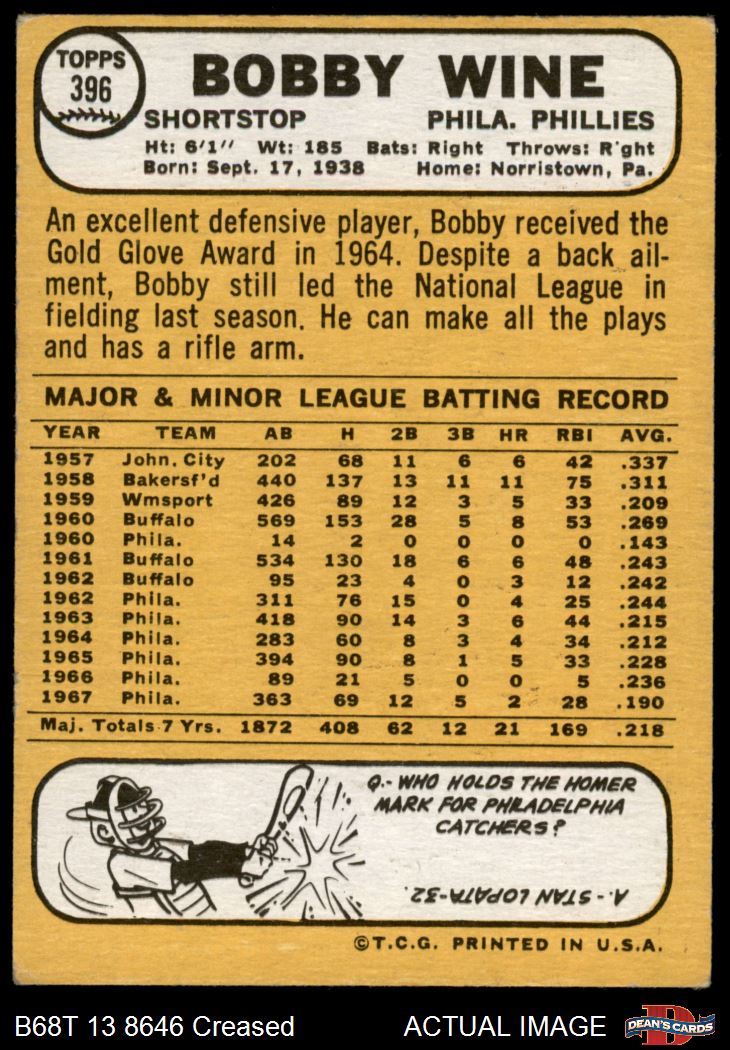 TOPPS
396
BOBBY WINE
SHORTSTOP PHILA. PHILLIES
Ht: 6'1" Wt: 185 Bats: Right Throws: R'ght
Born: Sept. 17, 1938 Home: Norristown, Pa.
An excellent defensive player, Bobby received the
Gold Glove Award in 1964. Despite a back ail-
ment, Bobby still led the National League in
fielding last season. He can make all the plays
and has a rifle arm.
MAJOR & MINOR LEAGUE BATTING RECORD
YEAR TEAM AB H 2B 3B HR RBI AVG.
1957 John. City 202 68 11 6 6 42 .337
1958 Bakersf'd 440 137 13 11 11 75 .311
1959 Wmsport 426 89 12 3 5 33 .209
1960 Buffalo 569 153 28 5 8 53 .269
1960 Phila. 14 2 0 0 0 0 .143
1961 Buffalo 534 130 18 6 6 48 .243
1962 Buffalo 95 23 4 0 3 12 .242
1962 Phila. 311 76 15 0 4 25 .244
1963 Phila. 418 90 14 3 6 44 .215
1964 Phila. 283 60 8 3 4 34 .212
1965 Phila. 394 90 8 1 5 33 .228
1966 Phila. 89 21 5 0 0 5 .236
1967 Phila. 363 69 12 5 2 28 .190
Maj. Totals 7 Yrs. 1872 408 62 12 21 169 .218
Q.- WHO HOLDS THE HOMER
MARK FOR PHILADELPHIA
CATCHERS?
A.- STAN LOPATA-32.
©T.C.G. PRINTED IN U.S.A.
B68T 13 8646 Creased ACTUAL IMAGE
DEAN'S CARDS